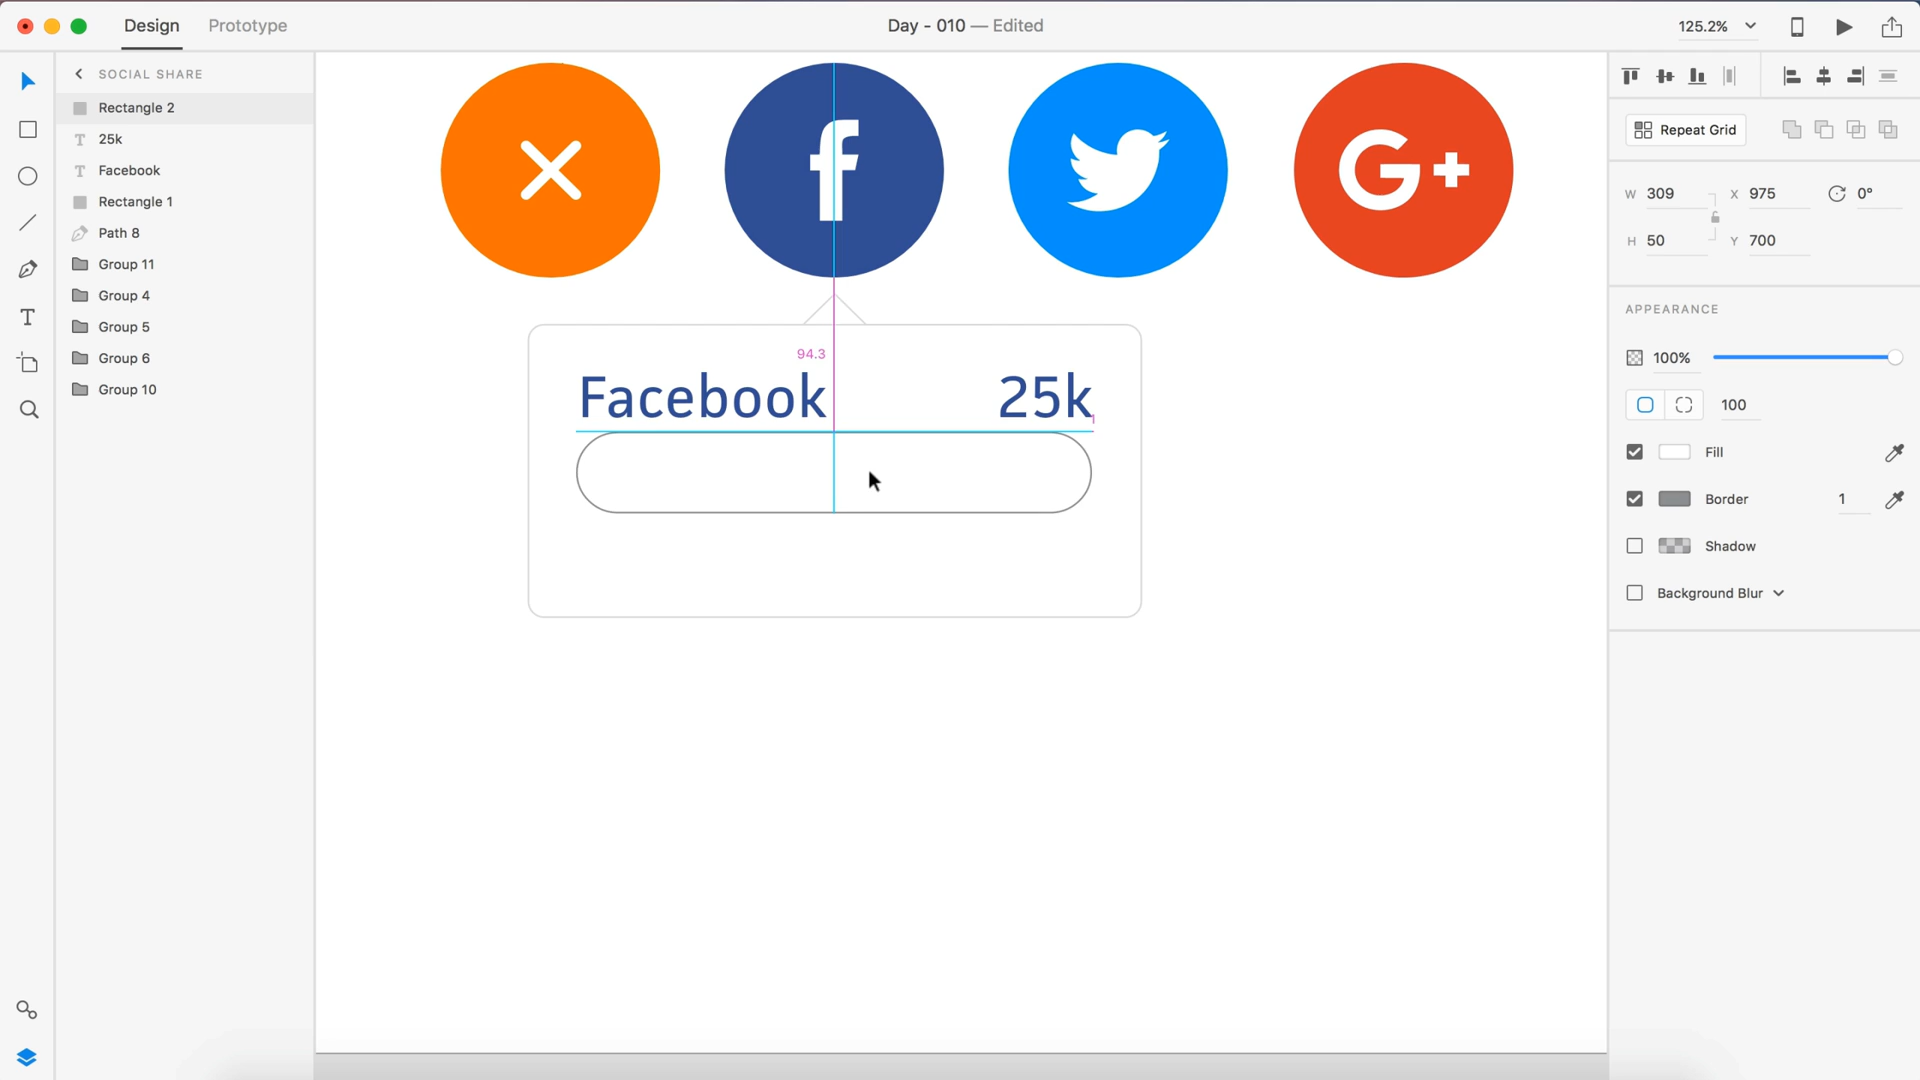 Design Prototype Day - 010 — Edited 125.2%
SOCIAL SHARE
Rectangle 2
25k
Facebook
Rectangle 1
Path 8
Group 11
Group 4
Group 5
Group 6
Group 10
f G+
94.3
Facebook 25k
1
Repeat Grid
W 309 X 975 0°
H 50 Y 700
APPEARANCE
100%
100
Fill
Border 1
Shadow
Background Blur